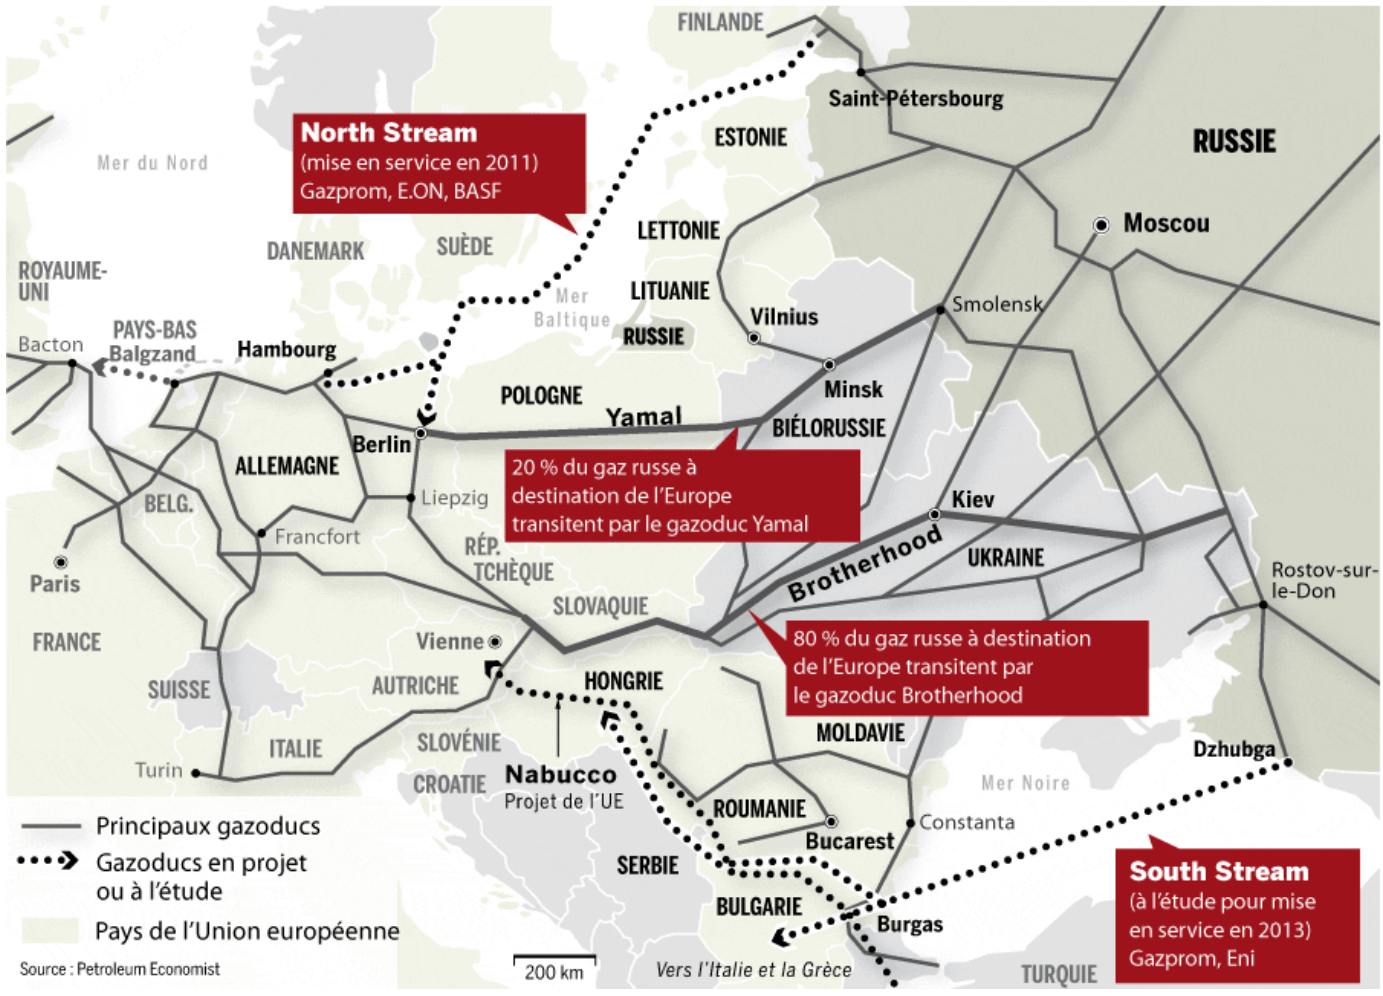 FINLANDE
Saint-Pétersbourg
RUSSIE
North Stream
(mise en service en 2011)
Gazprom, E.ON, BASF
ESTONIE
Mer du Nord
Moscou
LETTONIE
DANEMARK
SUÈDE
ROYAUME-
UNI
LITUANIE
Mer
Baltique
Smolensk
Vilnius
PAYS-BAS
Balgzand
RUSSIE
Bacton
Hambourg
Minsk
POLOGNE
Yamal
BIÉLORUSSIE
Berlin
ALLEMAGNE
20 % du gaz russe à
destination de l'Europe
transitent par le gazoduc Yamal
BELG.
Liepzig
Kiev
Francfort
RÉP.
TCHÈQUE
Brotherhood
UKRAINE
Paris
Rostov-sur-
le-Don
SLOVAQUIE
FRANCE
Vienne
80 % du gaz russe à destination
de l'Europe transitent par
le gazoduc Brotherhood
SUISSE
AUTRICHE
HONGRIE
MOLDAVIE
ITALIE
SLOVÉNIE
Dzhubga
Turin
CROATIE
Nabucco
Projet de l'UE
Mer Noire
ROUMANIE
Constanta
Bucarest
SERBIE
Principaux gazoducs
Gazoducs en projet
ou à l'étude
Pays de l'Union européenne
South Stream
(à l'étude pour mise
en service en 2013)
Gazprom, Eni
BULGARIE
Burgas
Source : Petroleum Economist
200 km
Vers l'Italie et la Grèce
TURQUIE